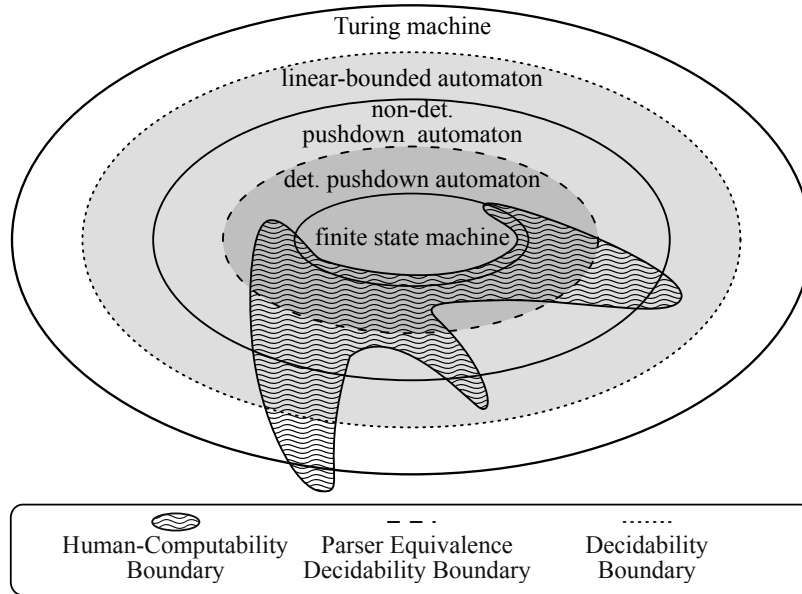 Turing machine
linear-bounded automaton
non-det.
pushdown automaton
det. pushdown automaton
finite state machine
Human-Computability
Boundary
Parser Equivalence
Decidability Boundary
Decidability
Boundary